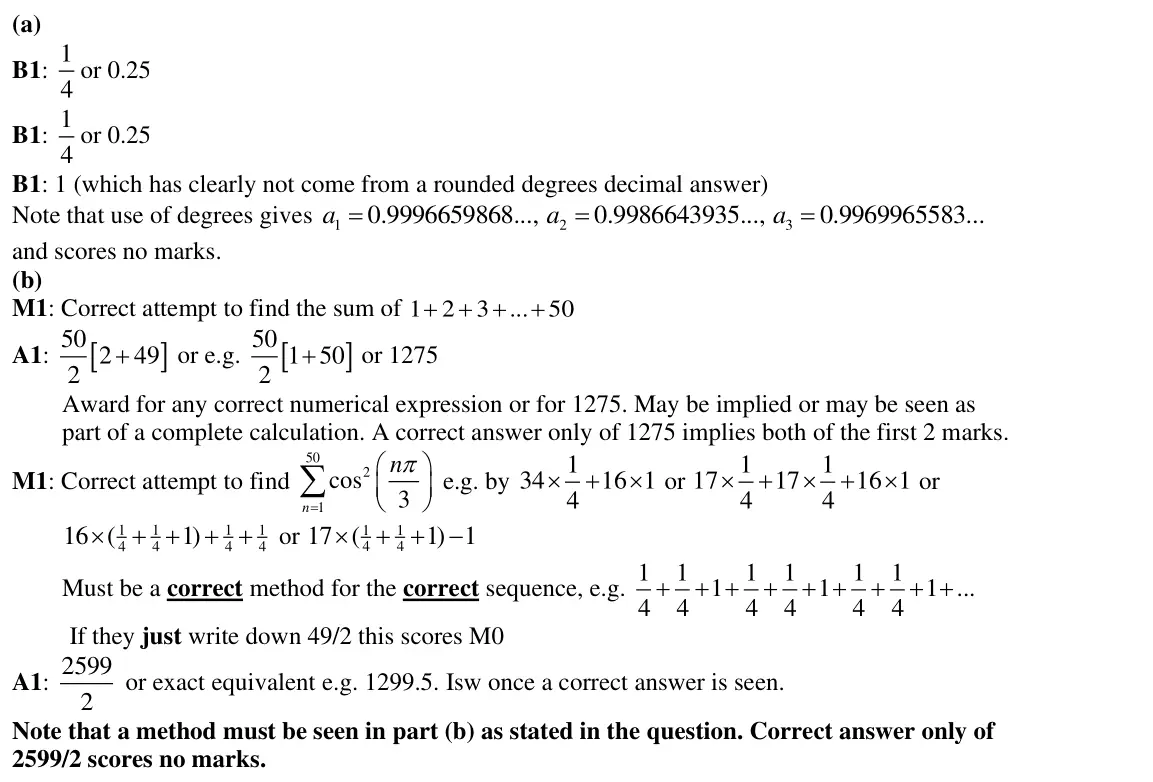 (a)
B1: 1/4 or 0.25
B1: 1/4 or 0.25
B1: 1 (which has clearly not come from a rounded degrees decimal answer)
Note that use of degrees gives a₁ = 0.9996659868..., a₂ = 0.9986643935..., a₃ = 0.9969965583...
and scores no marks.
(b)
M1: Correct attempt to find the sum of 1+2+3+...+50
A1: 50/2[2+49] or e.g. 50/2[1+50] or 1275
Award for any correct numerical expression or for 1275. May be implied or may be seen as
part of a complete calculation. A correct answer only of 1275 implies both of the first 2 marks.
M1: Correct attempt to find ∑_{n=1}^{50} cos²(nπ/3) e.g. by 34×1/4+16×1 or 17×1/4+17×1/4+16×1 or
16×(1/4+1/4+1)+1/4+1/4 or 17×(1/4+1/4+1)−1
Must be a correct method for the correct sequence, e.g. 1/4+1/4+1+1/4+1/4+1+1/4+1/4+1+...
If they just write down 49/2 this scores M0
A1: 2599/2 or exact equivalent e.g. 1299.5. Isw once a correct answer is seen.
Note that a method must be seen in part (b) as stated in the question. Correct answer only of
2599/2 scores no marks.